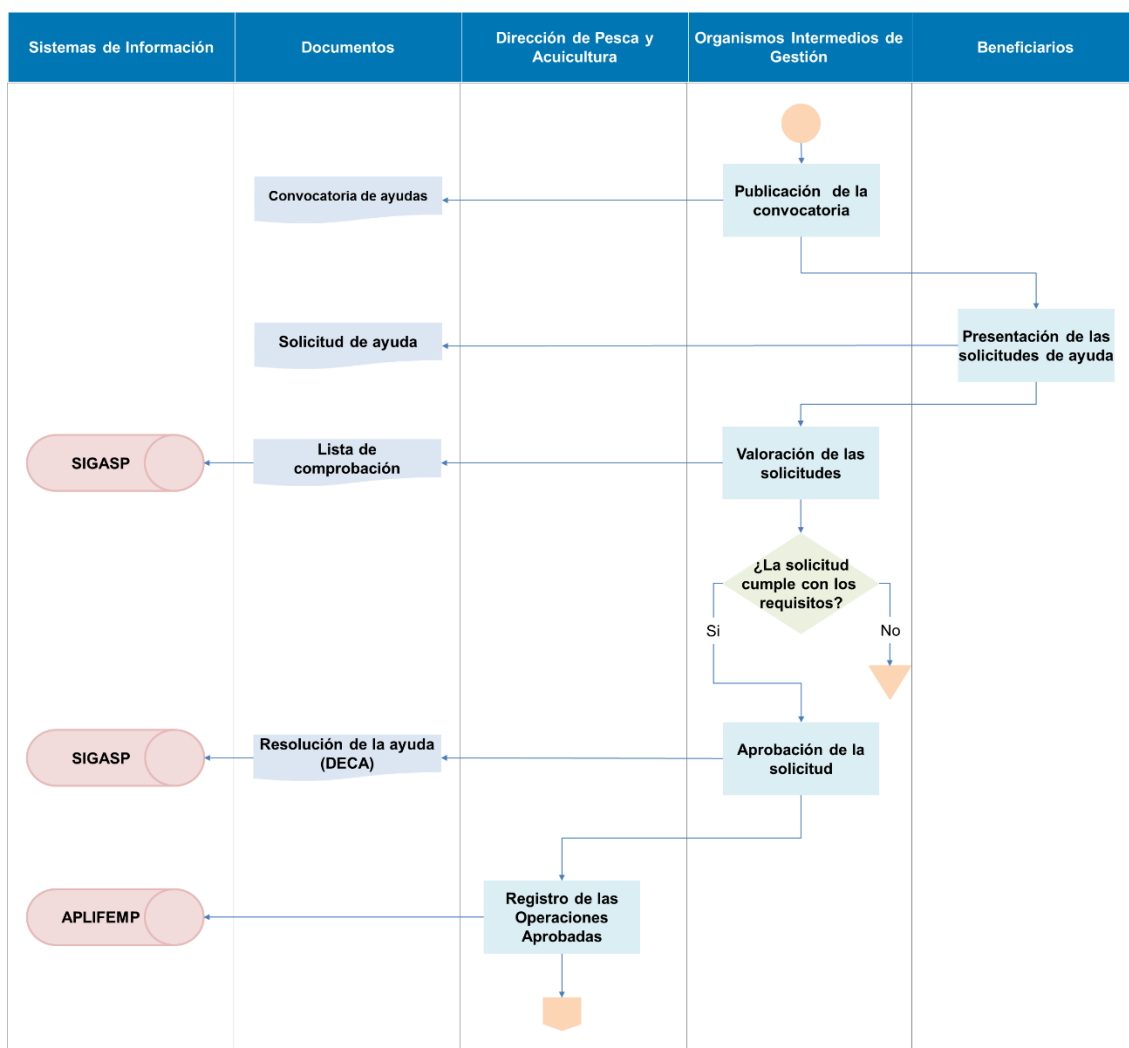 Sistemas de Información
Documentos
Dirección de Pesca y
Acuicultura
Organismos Intermedios de
Gestión
Beneficiarios
Convocatoria de ayudas
Publicación de la
convocatoria
Solicitud de ayuda
Presentación de las
solicitudes de ayuda
SIGASP
Lista de
comprobación
Valoración de las
solicitudes
¿La solicitud
cumple con los
requisitos?
Si
No
SIGASP
Resolución de la ayuda
(DECA)
Aprobación de la
solicitud
APLIFEMP
Registro de las
Operaciones
Aprobadas